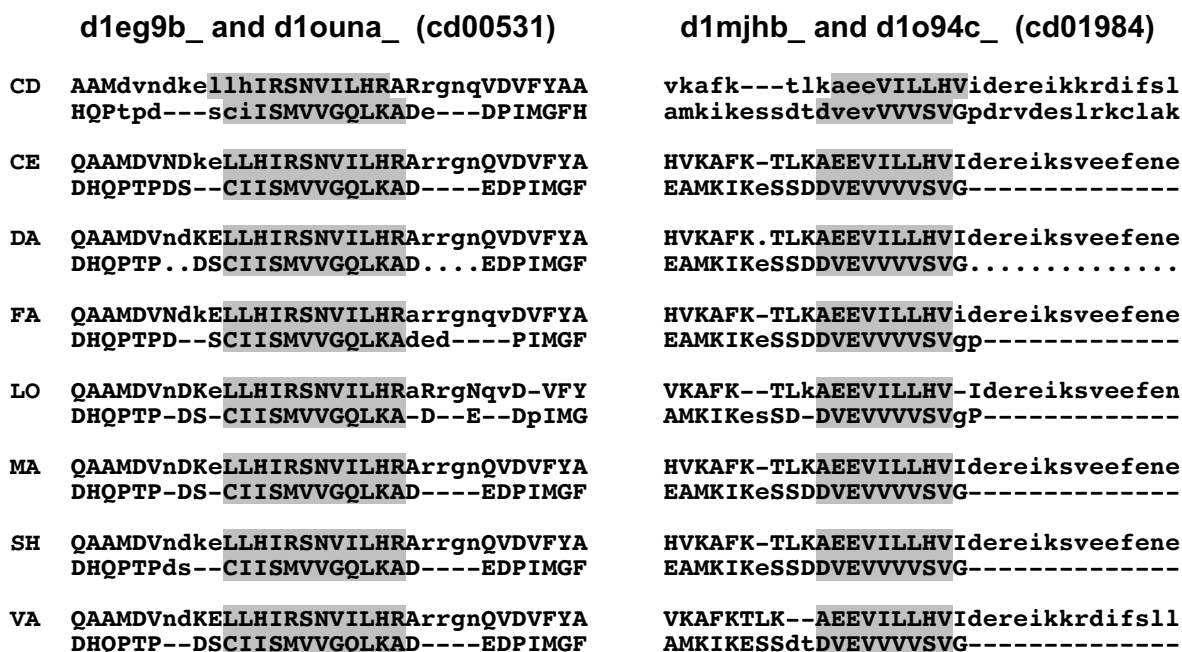 d1eg9b_ and d1ouna_ (cd00531) d1mjhb_ and d1o94c_ (cd01984)
CD AAMdvndkellhIRSNVILHRARrgnqVDVFYAA vkafk---tlkaeeVILLHVidereikkrdifsl
HQPtpd---sciISMVVGQLKADe---DPIMGFH amkikessdtdvevVVVSVGpdrvdeslrkclak
CE QAAMDVNDkeLLHIRSNVILHRArrgnQVDVFYA HVKAFK-TLKAEEVILLHVIdereiksveefene
DHQPTPDS--CIISMVVGQLKAD----EDPIMGF EAMKIKeSSDDVEVVVVSVG--------------
DA QAAMDVndKELLHIRSNVILHRArrgnQVDVFYA HVKAFK.TLKAEEVILLHVIdereiksveefene
DHQPTP..DSCIISMVVGQLKAD....EDPIMGF EAMKIKeSSDDVEVVVVSVG..............
FA QAAMDVNdkELLHIRSNVILHRarrgnqvDVFYA HVKAFK-TLKAEEVILLHVidereiksveefene
DHQPTPD--SCIISMVVGQLKAded----PIMGF EAMKIKeSSDDVEVVVVSVgp-------------
LO QAAMDVnDKeLLHIRSNVILHRaRrgNqvD-VFY VKAFK--TLkAEEVILLHV-Idereiksveefen
DHQPTP-DS-CIISMVVGQLKA-D--E--DpIMG AMKIKesSD-DVEVVVVSVgP-------------
MA QAAMDVnDKeLLHIRSNVILHRArrgnQVDVFYA HVKAFK-TLKAEEVILLHVIdereiksveefene
DHQPTP-DS-CIISMVVGQLKAD----EDPIMGF EAMKIKeSSDDVEVVVVSVG--------------
SH QAAMDVndkeLLHIRSNVILHRArrgnQVDVFYA HVKAFK-TLKAEEVILLHVIdereiksveefene
DHQPTPds--CIISMVVGQLKAD----EDPIMGF EAMKIKeSSDDVEVVVVSVG--------------
VA QAAMDVndKELLHIRSNVILHRArrgnQVDVFYA VKAFKTLK--AEEVILLHVIdereikkrdifsll
DHQPTP--DSCIISMVVGQLKAD----EDPIMGF AMKIKESSdtDVEVVVVSVG--------------